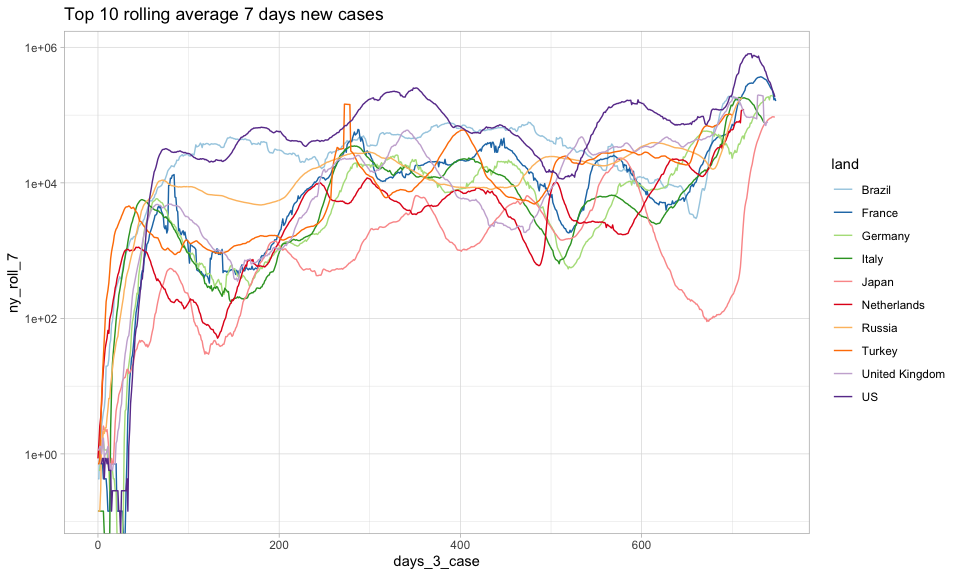 Top 10 rolling average 7 days new cases
1e+06
1e+04
1e+02
1e+00
ny_roll_7
0 200 400 600
days_3_case
land
Brazil
France
Germany
Italy
Japan
Netherlands
Russia
Turkey
United Kingdom
US